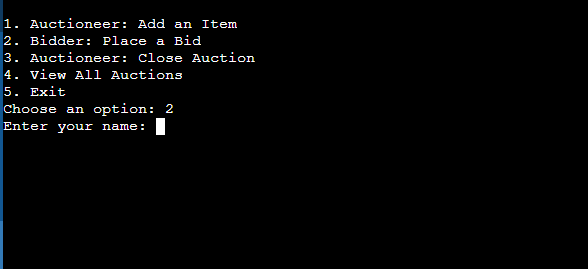 1. Auctioneer: Add an Item
2. Bidder: Place a Bid
3. Auctioneer: Close Auction
4. View All Auctions
5. Exit
Choose an option: 2
Enter your name: